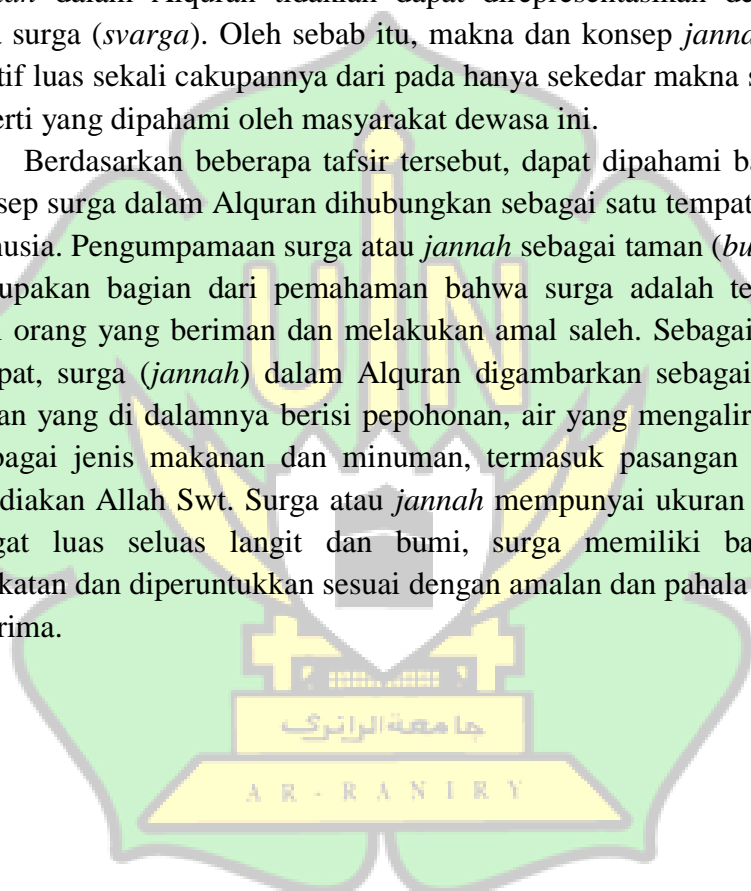 dalam Alquran tidaklah dapat direpresentasikan de
surga (svarga). Oleh sebab itu, makna dan konsep janna
tif luas sekali cakupannya dari pada hanya sekedar makna s
erti yang dipahami oleh masyarakat dewasa ini.
Berdasarkan beberapa tafsir tersebut, dapat dipahami ba
sep surga dalam Alquran dihubungkan sebagai satu tempat
nusia. Pengumpamaan surga atau jannah sebagai taman (bu
upakan bagian dari pemahaman bahwa surga adalah te
orang yang beriman dan melakukan amal saleh. Sebagai
pat, surga (jannah) dalam Alquran digambarkan sebagai
an yang di dalamnya berisi pepohonan, air yang mengalir
bagai jenis makanan dan minuman, termasuk pasangan
diakan Allah Swt. Surga atau jannah mempunyai ukuran
gat luas seluas langit dan bumi, surga memiliki ba
katan dan diperuntukkan sesuai dengan amalan dan pahala
rima.
UIN
جامعة الرانري
AR-RANIRY